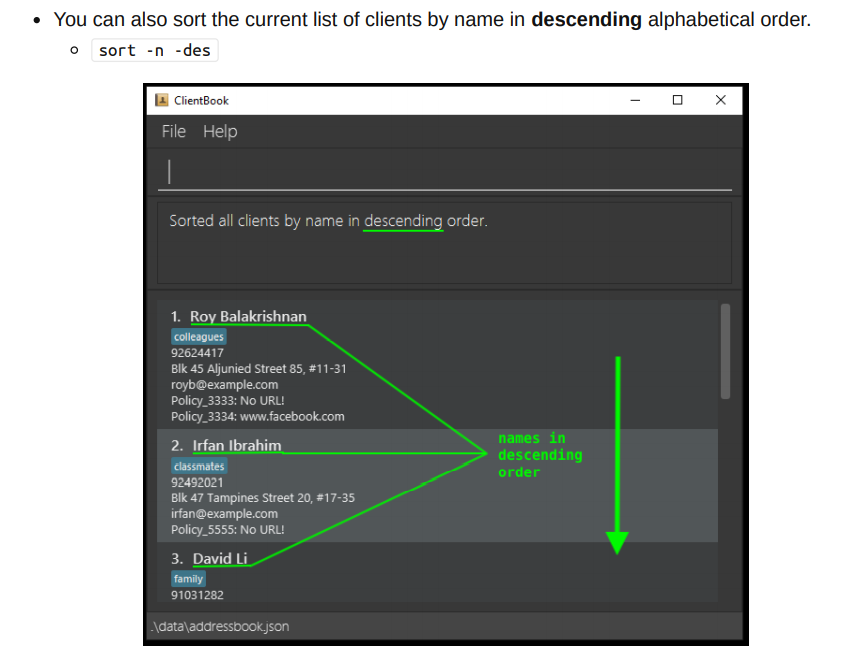 You can also sort the current list of clients by name in descending alphabetical order.
sort -n -des
ClientBook
File Help
Sorted all clients by name in descending order.
1. Roy Balakrishnan
colleagues
92624417
Blk 45 Aljunied Street 85, #11-31
royb@example.com
Policy_3333: No URL!
Policy_3334: www.facebook.com
2. Irfan Ibrahim
classmates
92492021
Blk 47 Tampines Street 20, #17-35
irfan@example.com
Policy_5555: No URL!
names in
descending
order
3. David Li
family
91031282
.\data\addressbook.json